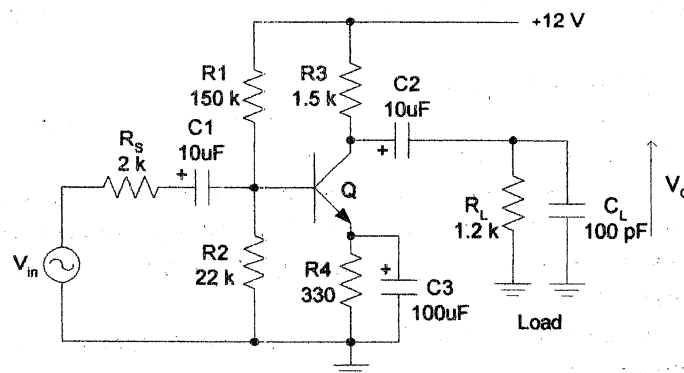 +12 V
R1
150 k
R3
1.5 k
C2
10uF
+
Rs
2 k
C1
10uF
+
Q
Vin
R2
22 k
R4
330
+
C3
100uF
RL
1.2 k
CL
100 pF
Load